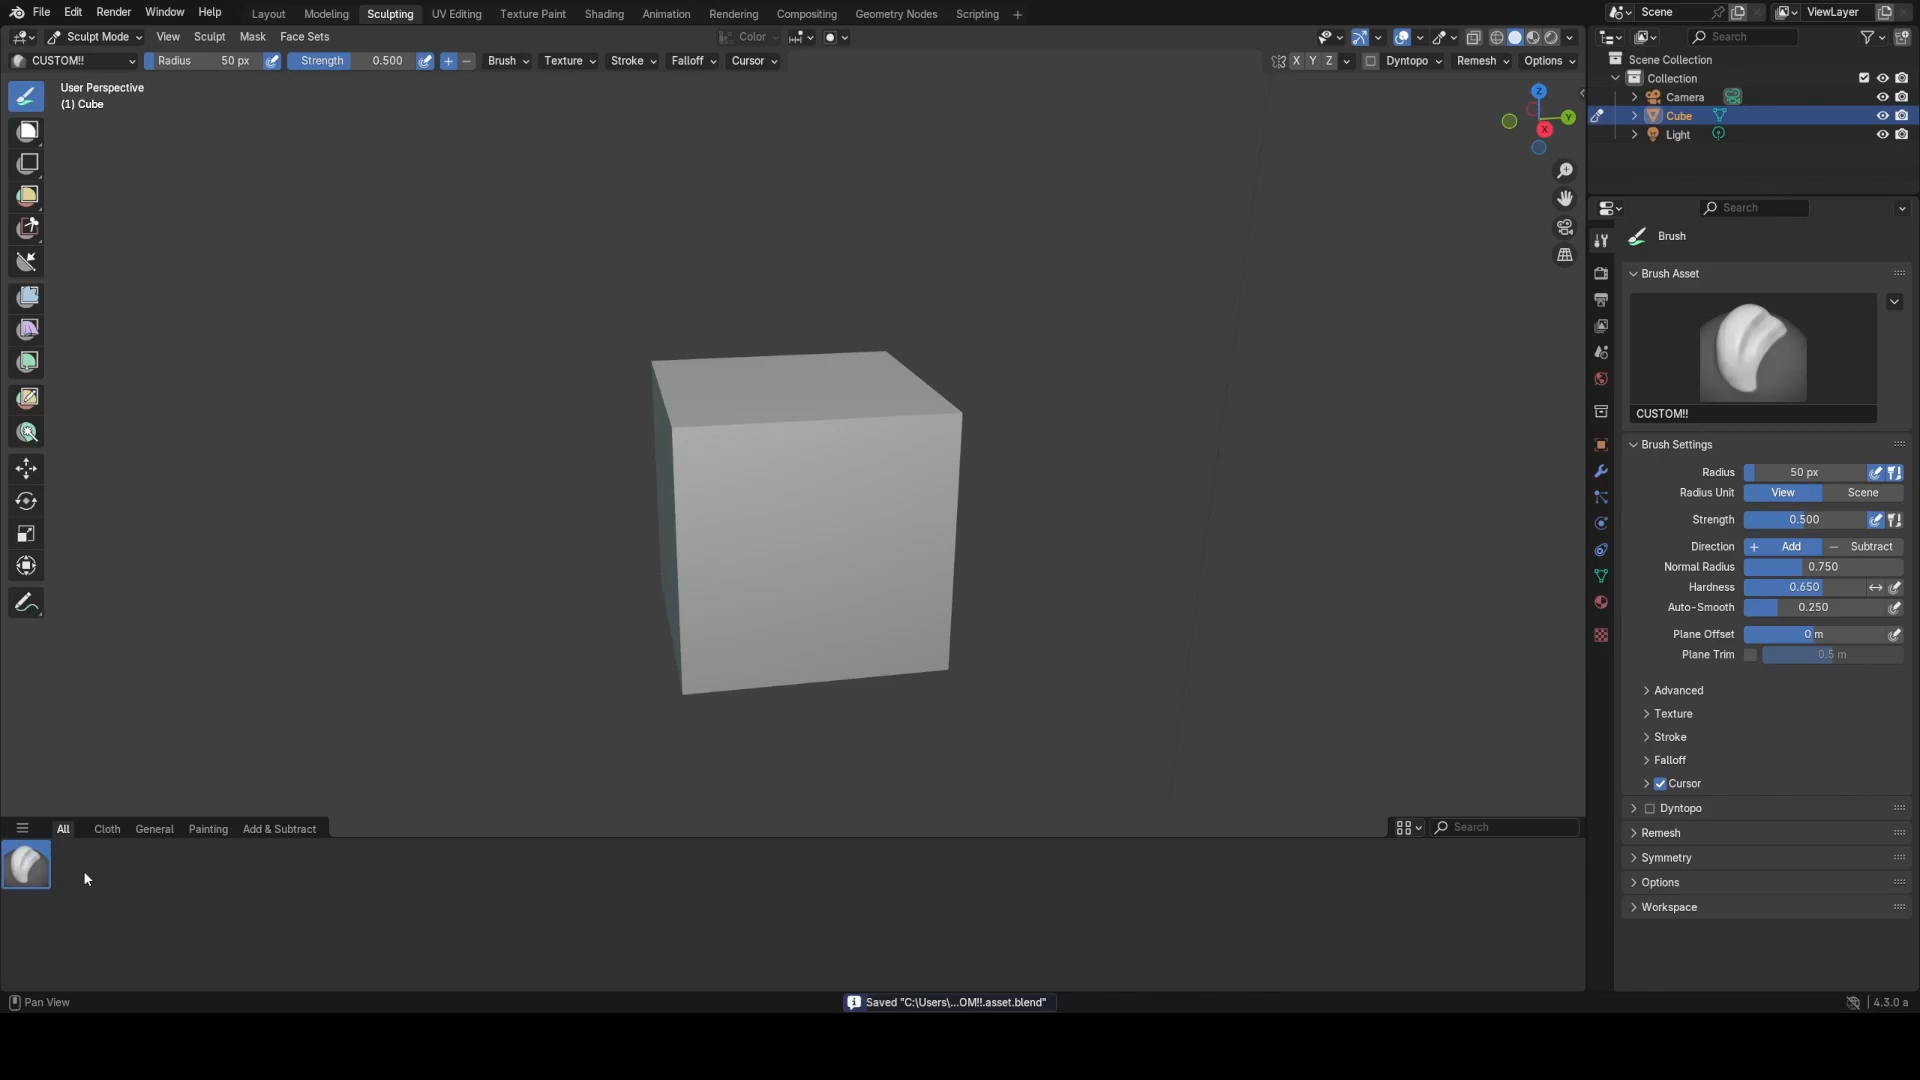 File Edit Render Window Help Layout Modeling Sculpting UV Editing Texture Paint Shading Animation Rendering Compositing Geometry Nodes Scripting + Scene ViewLayer
Sculpt Mode View Sculpt Mask Face Sets Color Search
CUSTOM!! Radius 50 px Strength 0.500 + − Brush Texture Stroke Falloff Cursor X Y Z Dyntopo Remesh Options
User Perspective
(1) Cube
Z
Y
X
Scene Collection
Collection
Camera
Cube
Light
Search
Brush
Brush Asset
CUSTOM!!
Brush Settings
Radius 50 px
Radius Unit View Scene
Strength 0.500
Direction + Add − Subtract
Normal Radius 0.750
Hardness 0.650
Auto-Smooth 0.250
Plane Offset 0 m
Plane Trim 0.5 m
Advanced
Texture
Stroke
Falloff
Cursor
Dyntopo
Remesh
Symmetry
Options
Workspace
All Cloth General Painting Add & Subtract Search
Pan View Saved "C:\Users\...OM!!.asset.blend" 4.3.0 a